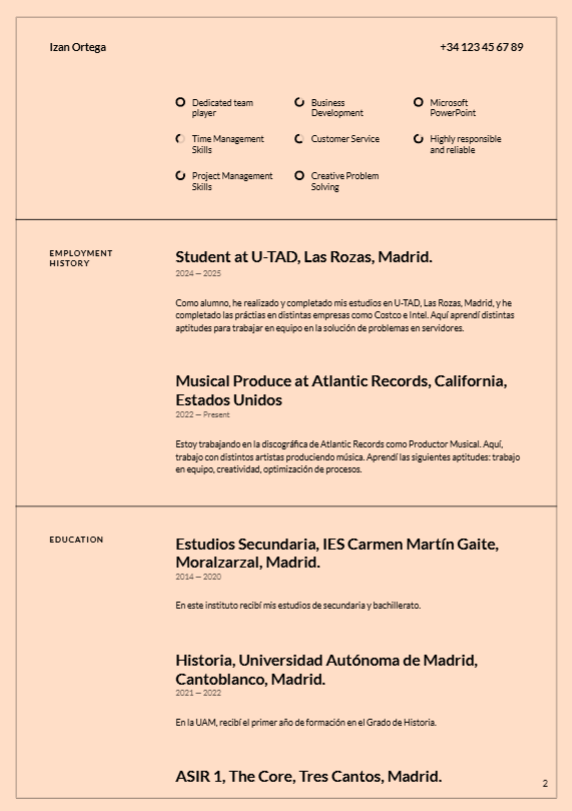 Izan Ortega
+34 123 45 67 89
Dedicated team
player
Business
Development
Microsoft
PowerPoint
Time Management
Skills
Customer Service
Highly responsible
and reliable
Project Management
Skills
Creative Problem
Solving
EMPLOYMENT
HISTORY
Student at U-TAD, Las Rozas, Madrid.
2024 — 2025
Como alumno, he realizado y completado mis estudios en U-TAD, Las Rozas, Madrid, y he
completado las práctias en distintas empresas como Costco e Intel. Aquí aprendí distintas
aptitudes para trabajar en equipo en la solución de problemas en servidores.
Musical Produce at Atlantic Records, California,
Estados Unidos
2022 — Present
Estoy trabajando en la discográfica de Atlantic Records como Productor Musical. Aquí,
trabajo con distintos artistas produciendo música. Aprendí las siguientes aptitudes: trabajo
en equipo, creatividad, optimización de procesos.
EDUCATION
Estudios Secundaria, IES Carmen Martín Gaite,
Moralzarzal, Madrid.
2014 — 2020
En este instituto recibí mis estudios de secundaria y bachillerato.
Historia, Universidad Autónoma de Madrid,
Cantoblanco, Madrid.
2021 — 2022
En la UAM, recibí el primer año de formación en el Grado de Historia.
ASIR 1, The Core, Tres Cantos, Madrid.
2